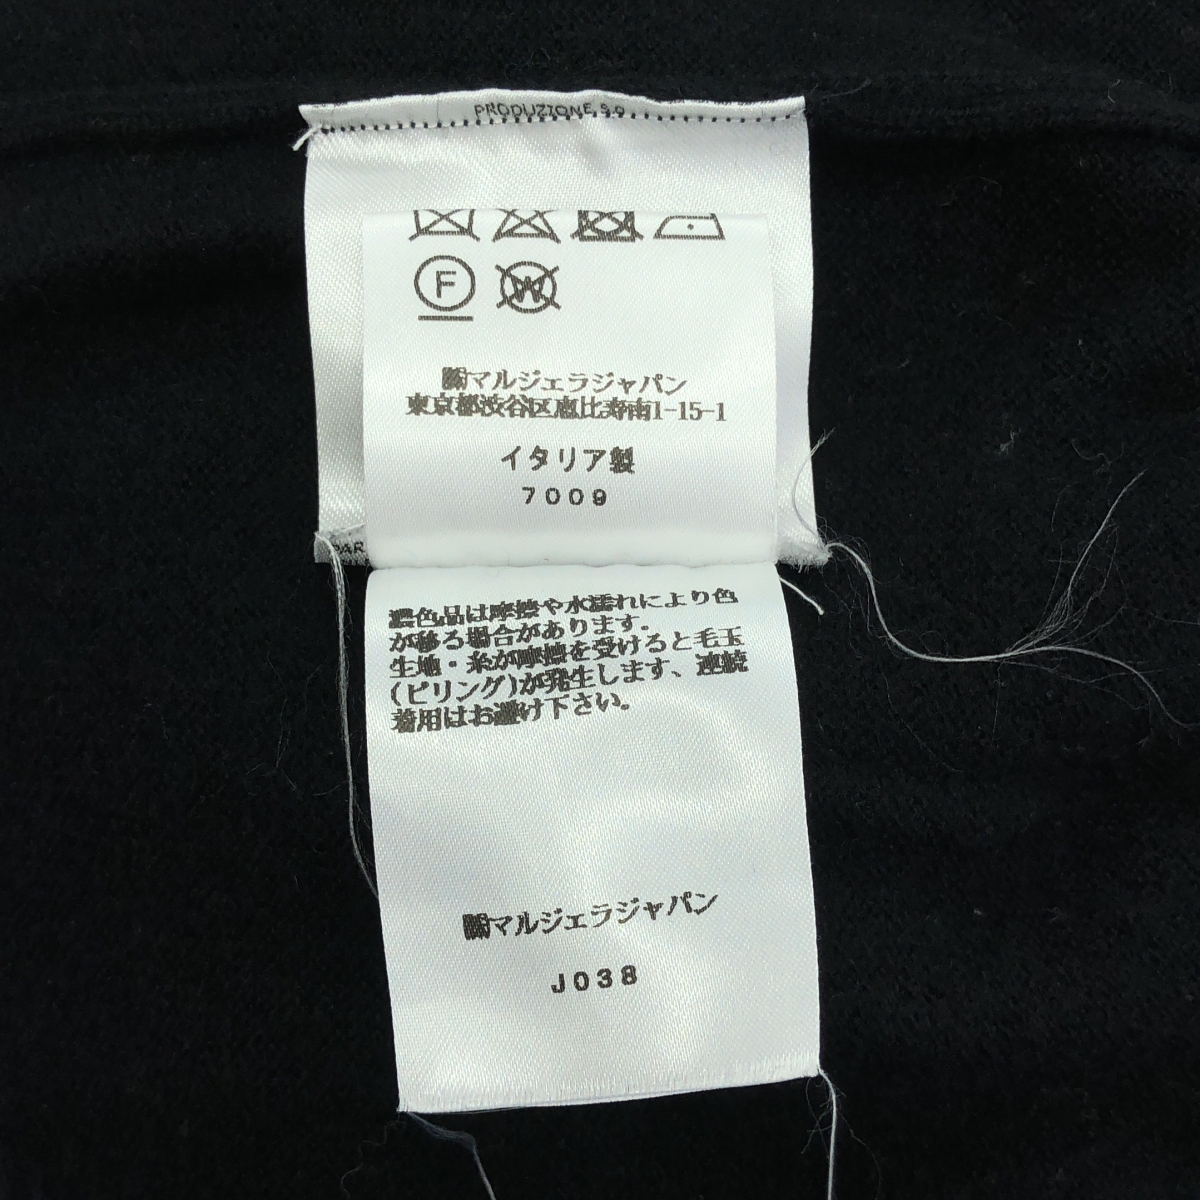 PRODUZIONE S.P
F
W
㈱マルジェラジャパン
東京都渋谷区恵比寿南1-15-1
イタリア製
7009
PAR
濃色品は摩擦や水濡れにより色
が移る場合があります。
生地・糸が摩擦を受けると毛玉
(ピリング)が発生します、連続
着用はお避け下さい。
㈱マルジェラジャパン
J038